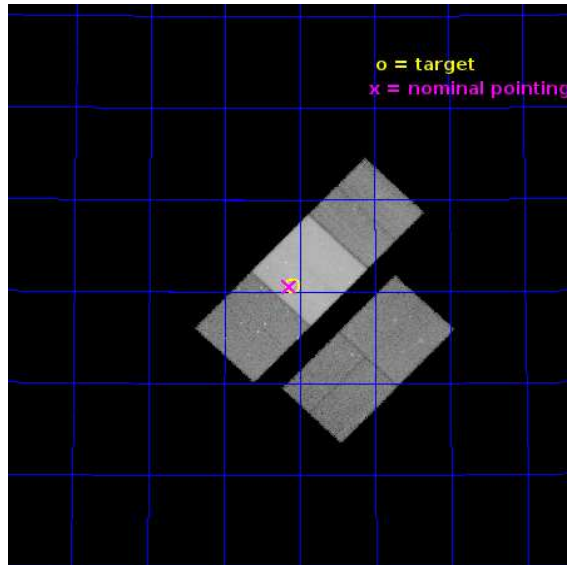 o = target
x = nominal pointing